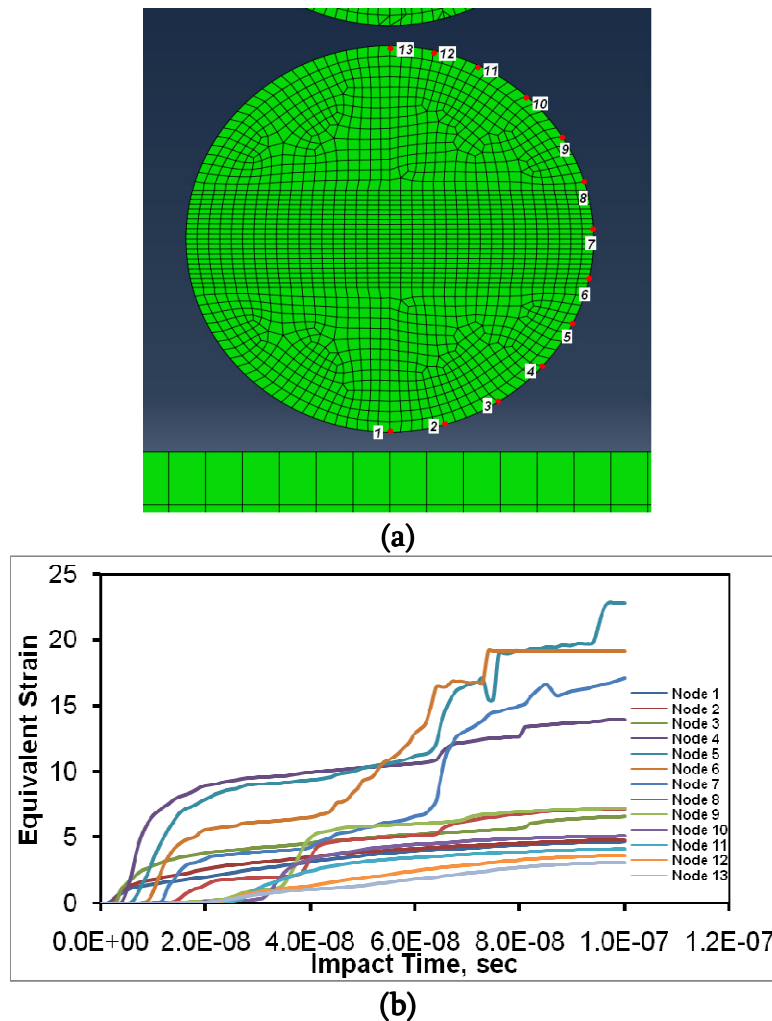 13
12
11
10
9
8
7
6
5
4
3
2
1
(a)
Equivalent Strain
25
20
15
10
5
0
Node 1
Node 2
Node 3
Node 4
Node 5
Node 6
Node 7
Node 8
Node 9
Node 10
Node 11
Node 12
Node 13
0.0E+00 2.0E-08 4.0E-08 6.0E-08 8.0E-08 1.0E-07 1.2E-07
Impact Time, sec
(b)